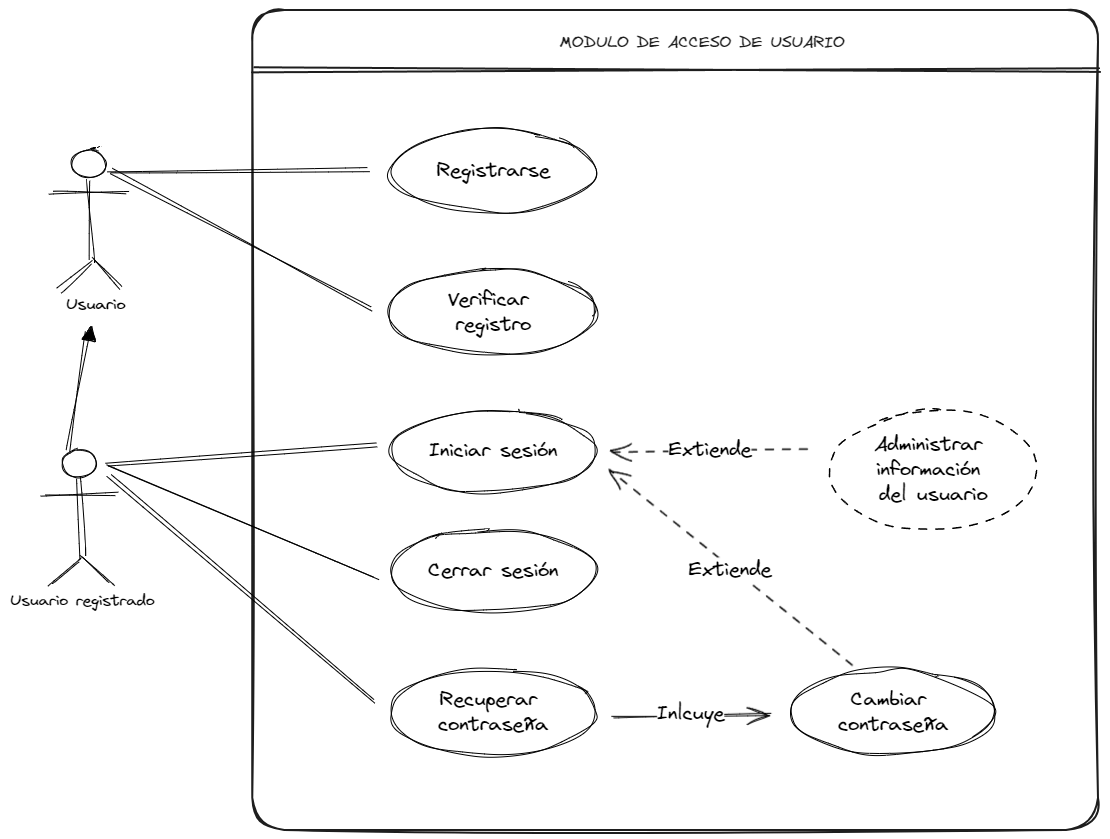 MODULO DE ACCESO DE USUARIO
Registrarse
Usuario
Verificar
registro
Iniciar sesión
Extiende
Administrar
información
del usuario
Cerrar sesión
Extiende
Usuario registrado
Recuperar
contraseña
Inlcuye
Cambiar
contraseña